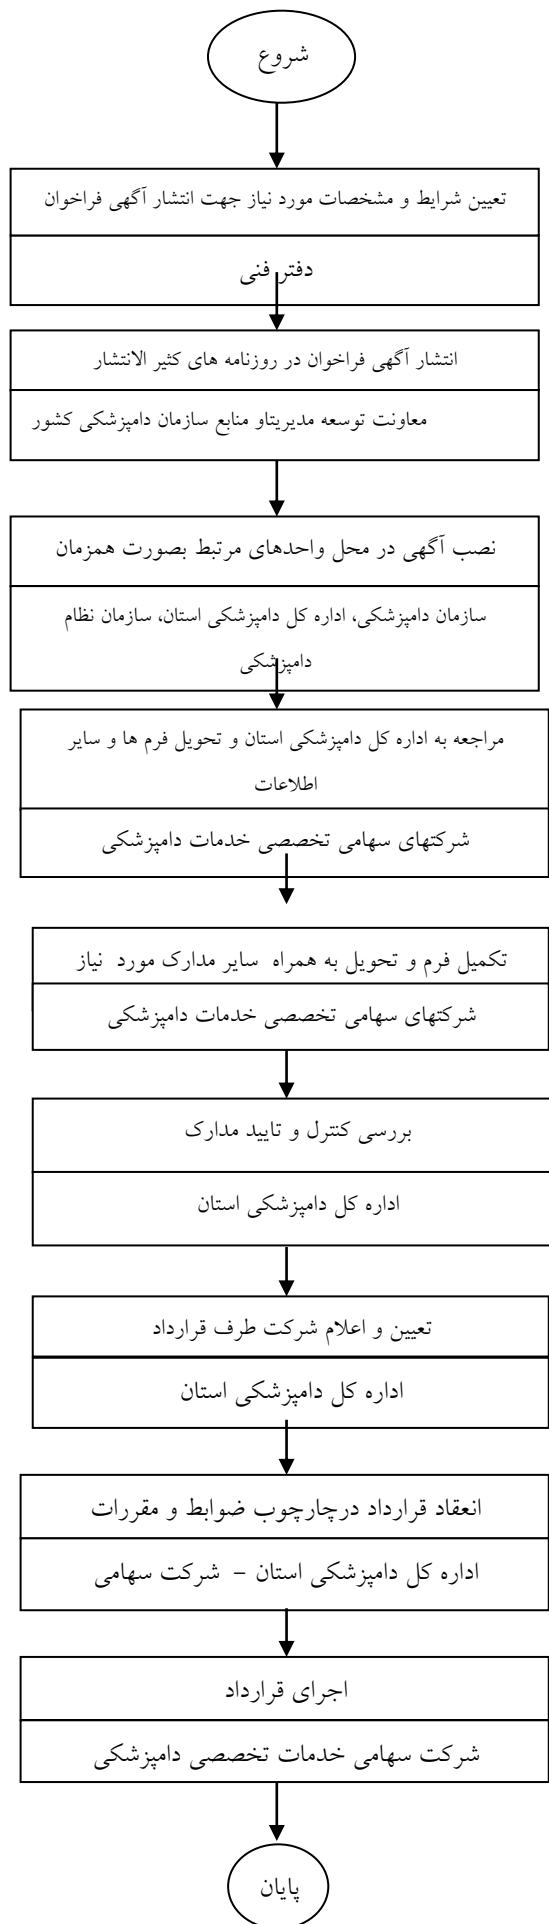 شروع
تعیین شرایط و مشخصات مورد نیاز جهت انتشار آگهی فراخوان
دفتر فنی
انتشار آگهی فراخوان در روزنامه های کثیر الانتشار
معاونت توسعه مدیریتاو منابع سازمان دامپزشکی کشور
نصب آگهی در محل واحدهای مرتبط بصورت همزمان
سازمان دامپزشکی، اداره کل دامپزشکی استان، سازمان نظام
دامپزشکی
مراجعه به اداره کل دامپزشکی استان و تحویل فرم ها و سایر
اطلاعات
شرکتهای سهامی تخصصی خدمات دامپزشکی
تکمیل فرم و تحویل به همراه سایر مدارک مورد نیاز
شرکتهای سهامی تخصصی خدمات دامپزشکی
بررسی کنترل و تایید مدارک
اداره کل دامپزشکی استان
تعیین و اعلام شرکت طرف قرارداد
اداره کل دامپزشکی استان
انعقاد قرارداد درچارچوب ضوابط و مقررات
اداره کل دامپزشکی استان – شرکت سهامی
اجرای قرارداد
شرکت سهامی خدمات تخصصی دامپزشکی
پایان